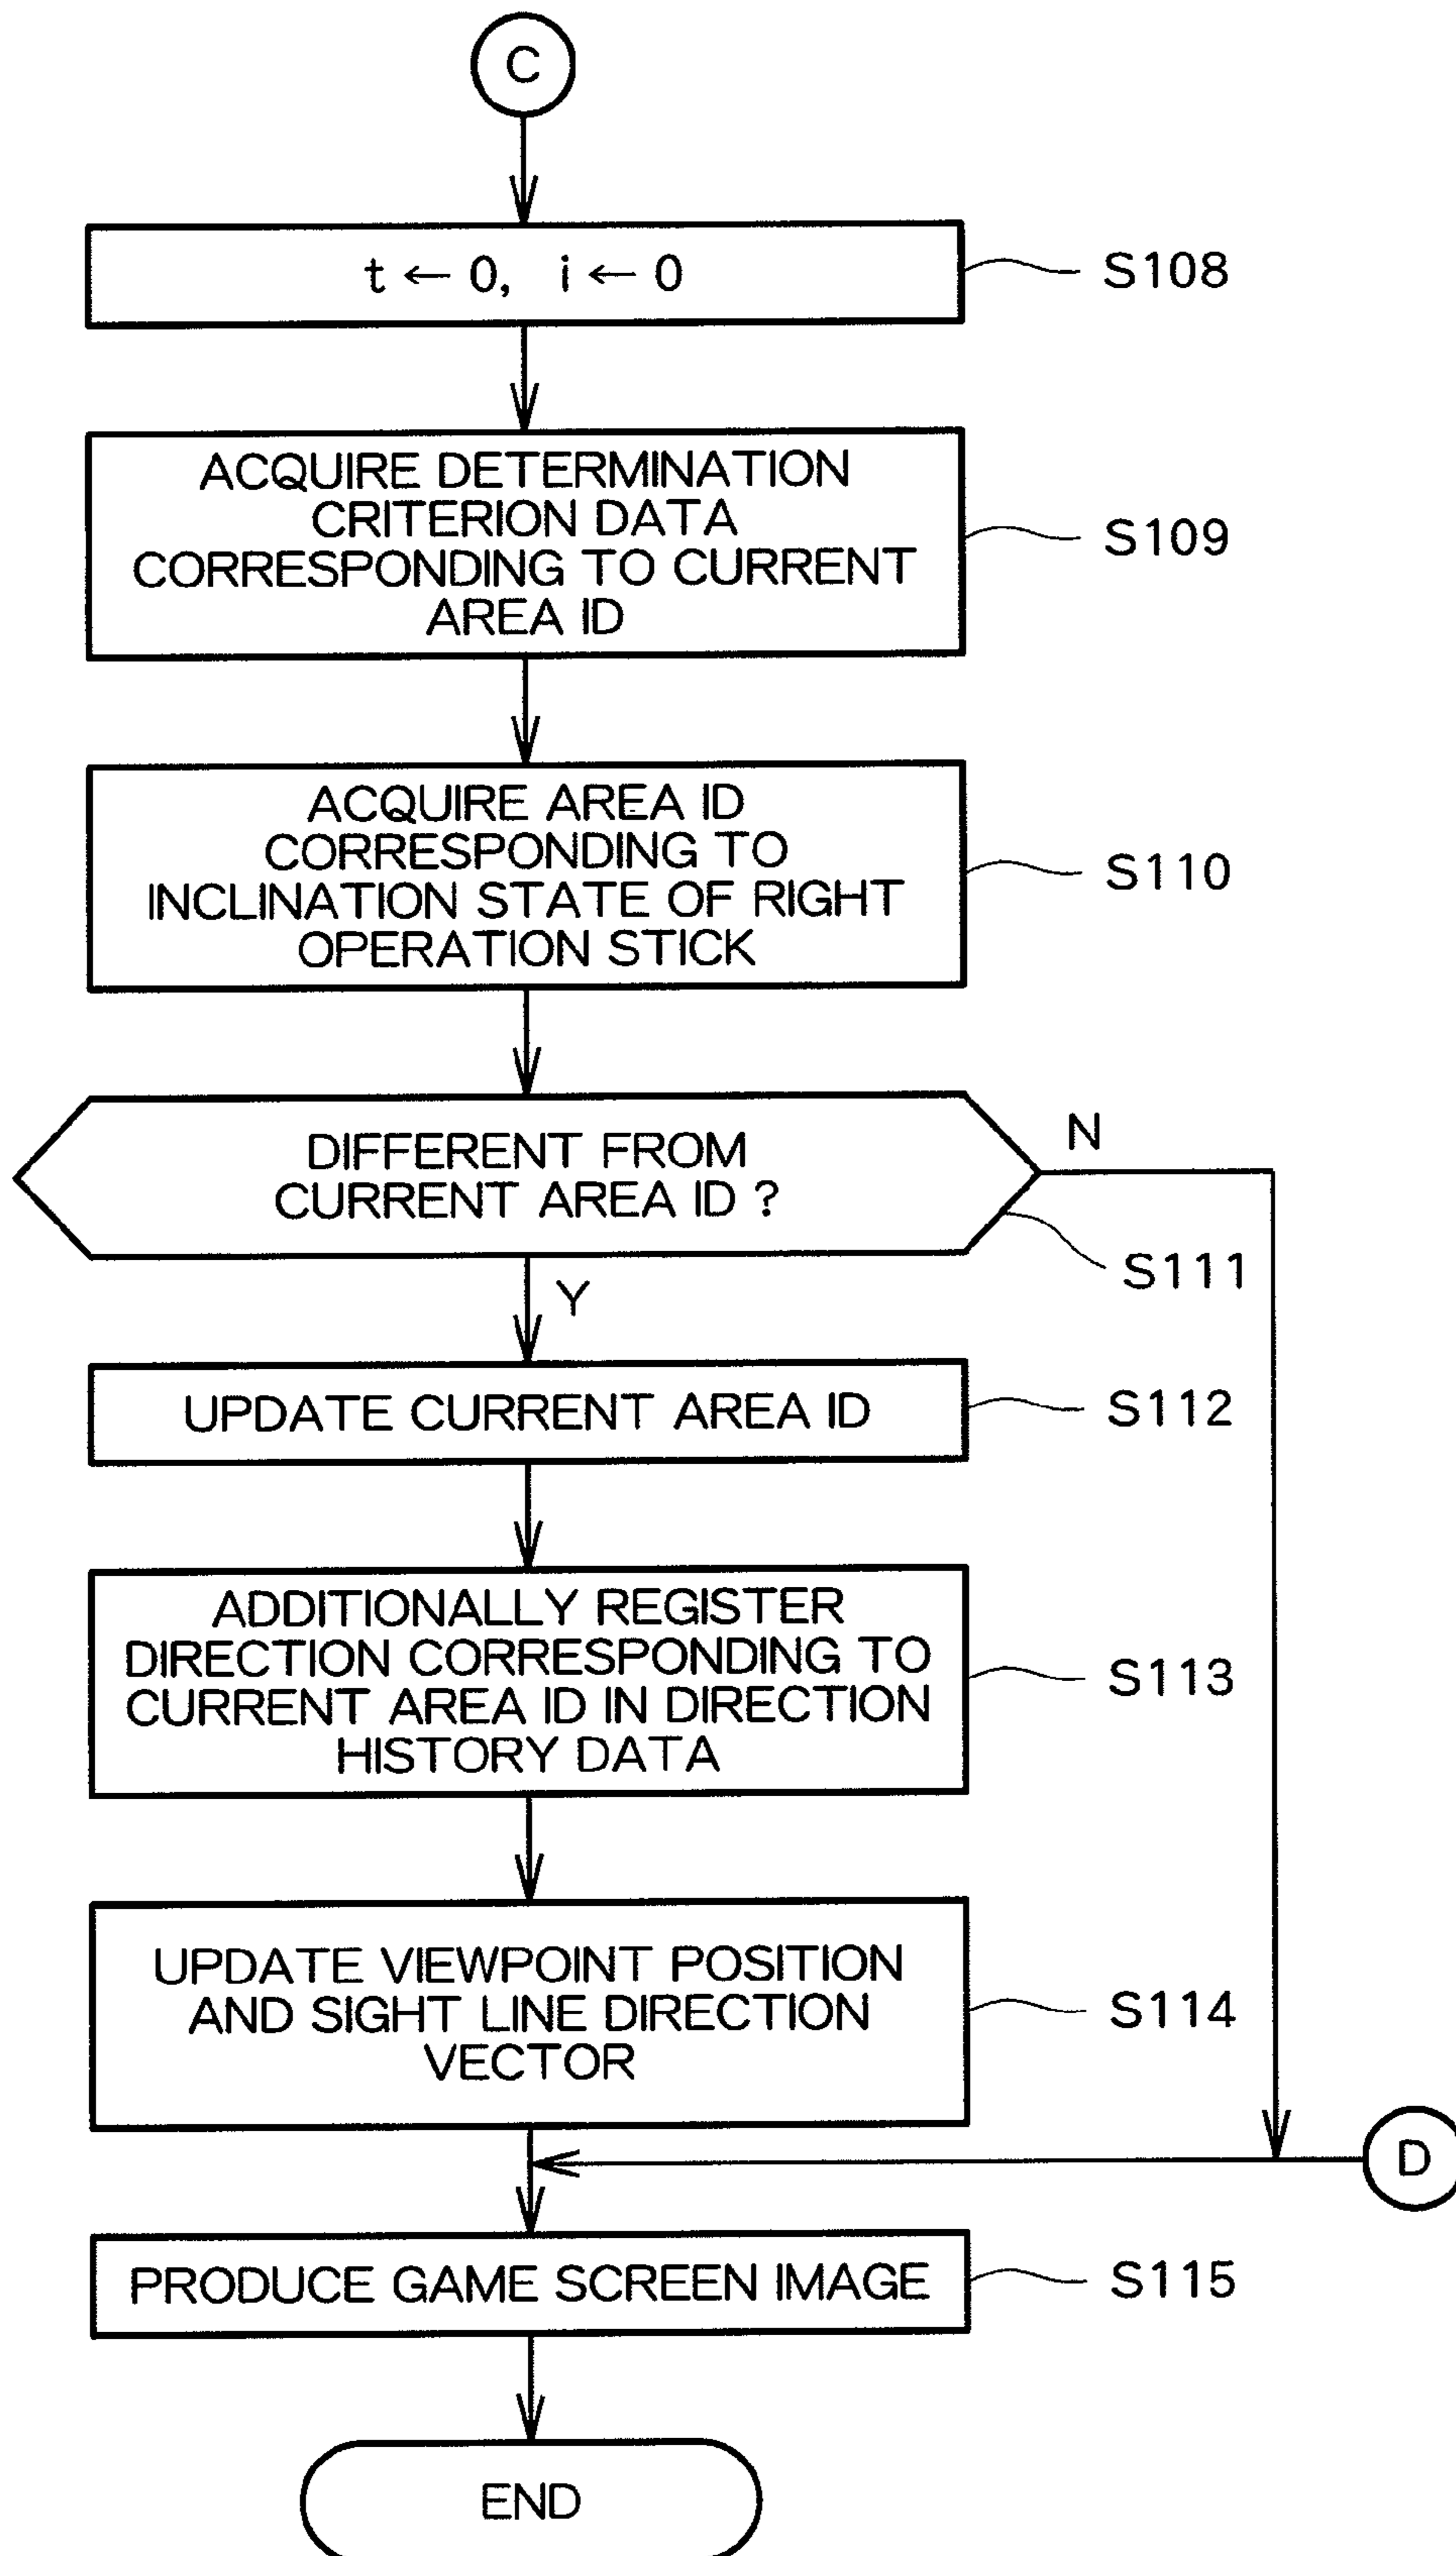 C
t ← 0, i ← 0
S108
ACQUIRE DETERMINATION
CRITERION DATA
CORRESPONDING TO CURRENT
AREA ID
S109
ACQUIRE AREA ID
CORRESPONDING TO
INCLINATION STATE OF RIGHT
OPERATION STICK
S110
DIFFERENT FROM
CURRENT AREA ID ?
N
S111
Y
UPDATE CURRENT AREA ID
S112
ADDITIONALLY REGISTER
DIRECTION CORRESPONDING TO
CURRENT AREA ID IN DIRECTION
HISTORY DATA
S113
UPDATE VIEWPOINT POSITION
AND SIGHT LINE DIRECTION
VECTOR
S114
D
PRODUCE GAME SCREEN IMAGE
S115
END